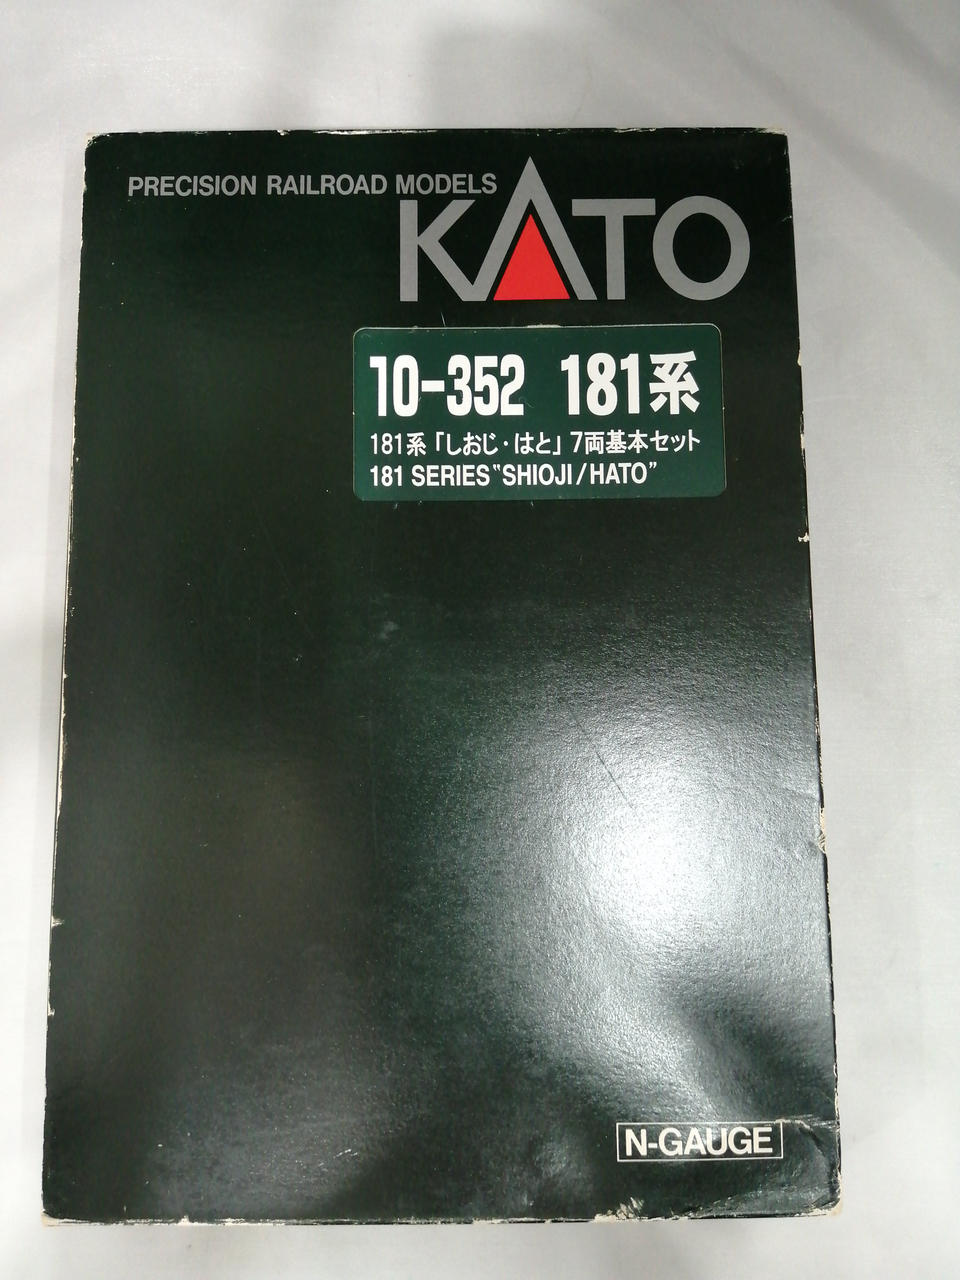 PRECISION RAILROAD MODELS
KATO
10-352 181系
181系「しおじ・はと」7両基本セット
181 SERIES〝SHIOJI/HATO”
N-GAUGE